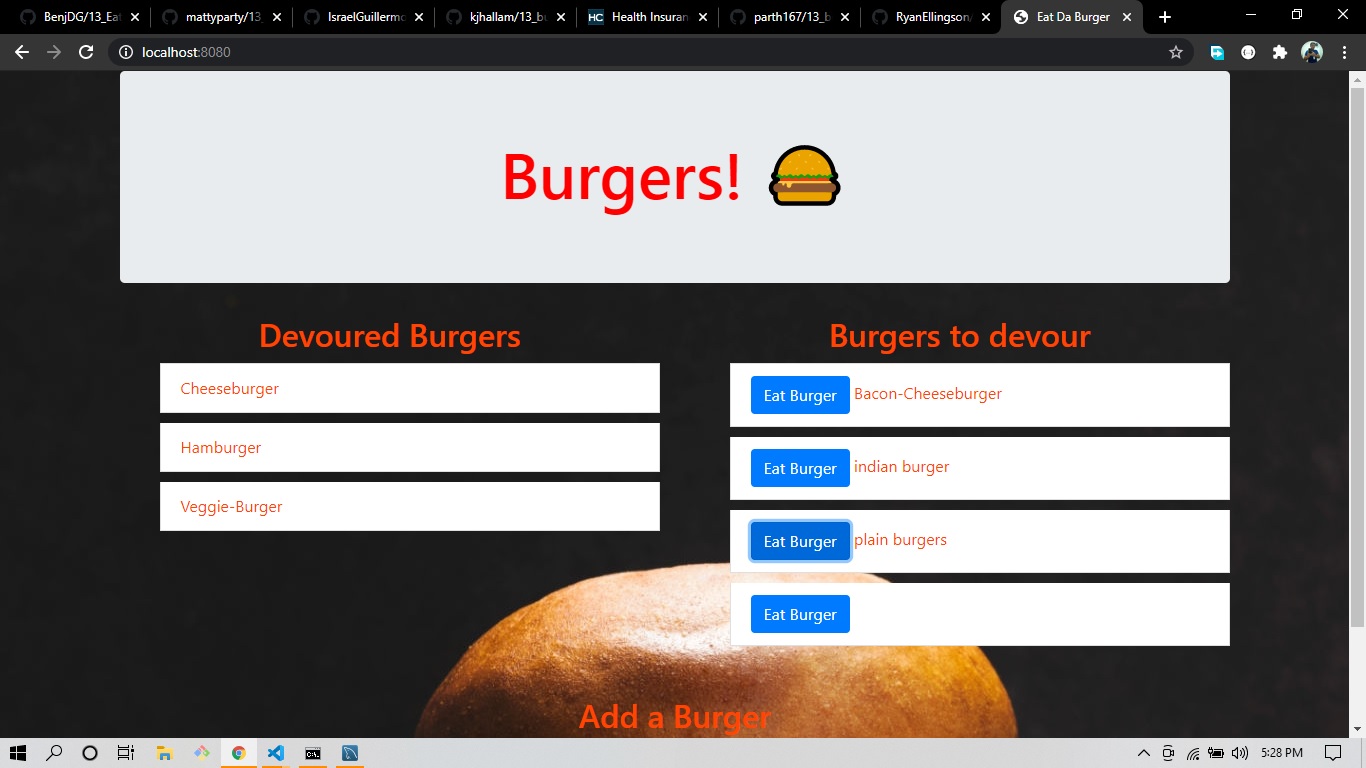 BenjDG/13_Eat
mattyparty/13_
IsraelGuillermo
kjhallam/13_bu
HC Health Insuran
parth167/13_b
RyanEllingson/
Eat Da Burger
localhost:8080
Burgers!
Devoured Burgers
Cheeseburger
Hamburger
Veggie-Burger
Burgers to devour
Eat Burger Bacon-Cheeseburger
Eat Burger indian burger
Eat Burger plain burgers
Eat Burger
Add a Burger
5:28 PM